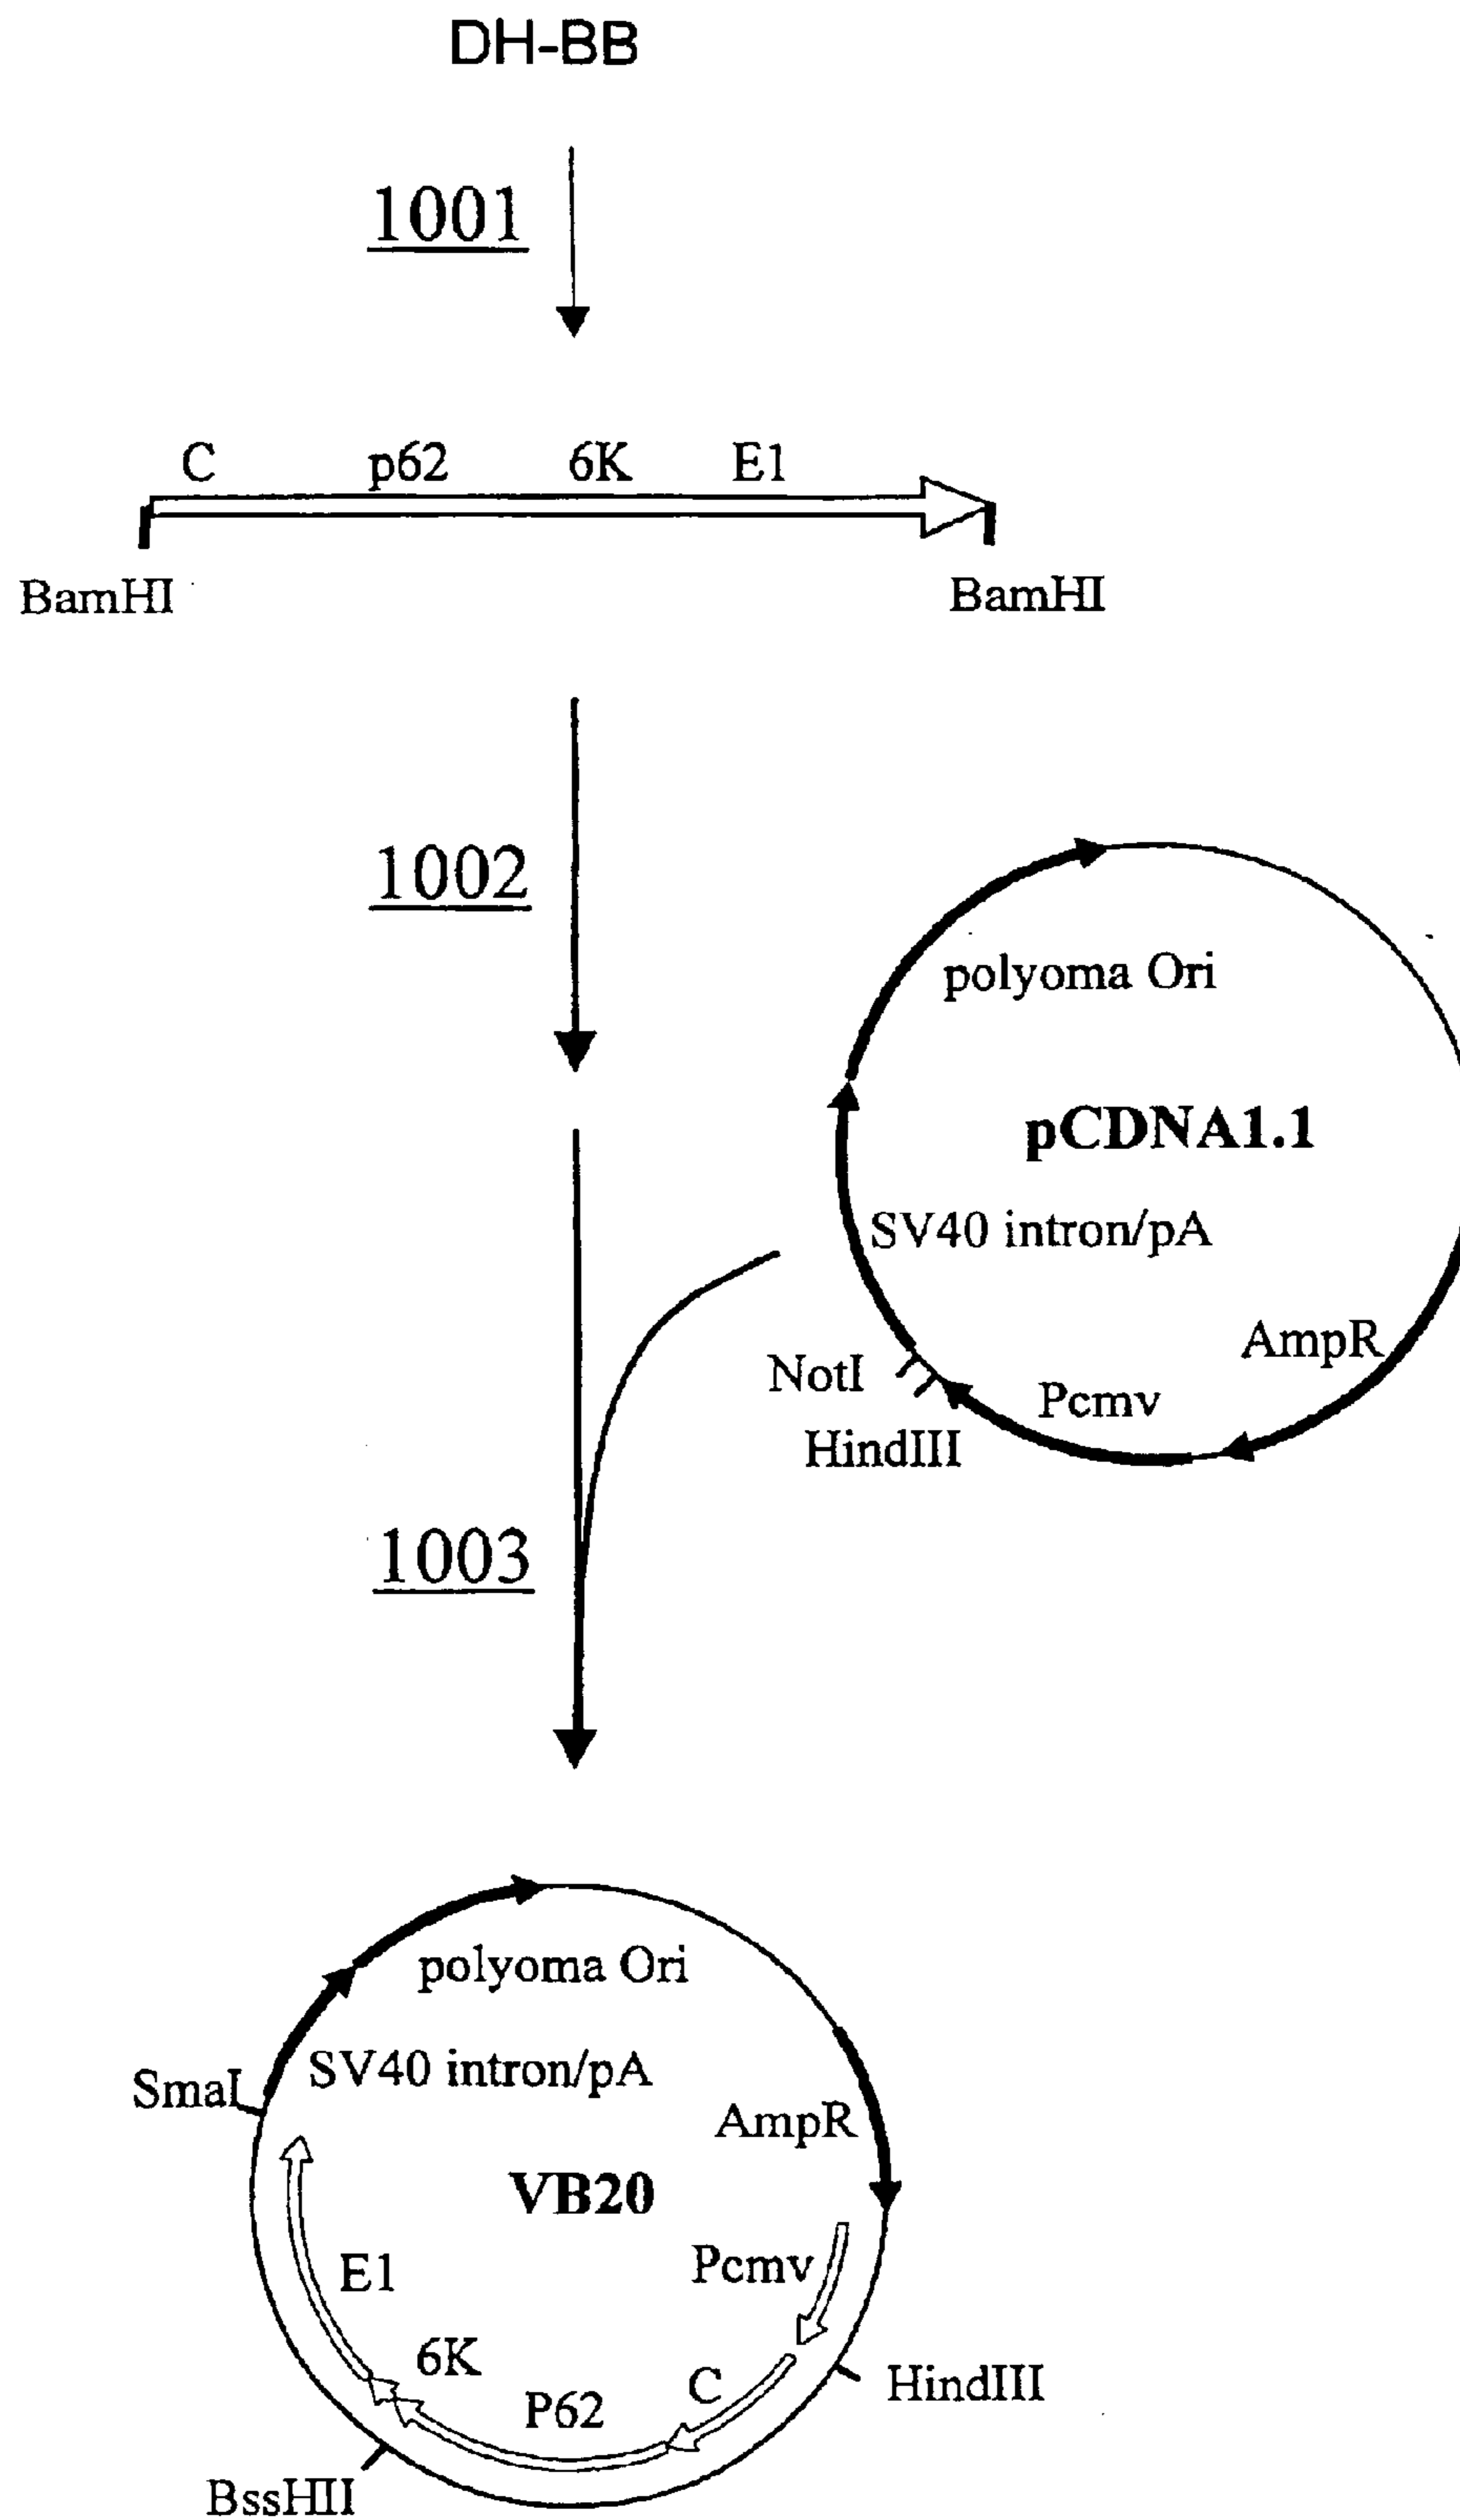 DH-BB
1001
C p62 6K E1
BamHI BamHI
1002
polyoma Ori
pCDNA1.1
SV40 intron/pA
AmpR
NotI
Pcmv
HindIII
1003
polyoma Ori
SV40 intron/pA
SmaI
AmpR
VB20
Pcmv
E1
6K
C
HindIII
P62
BssHII